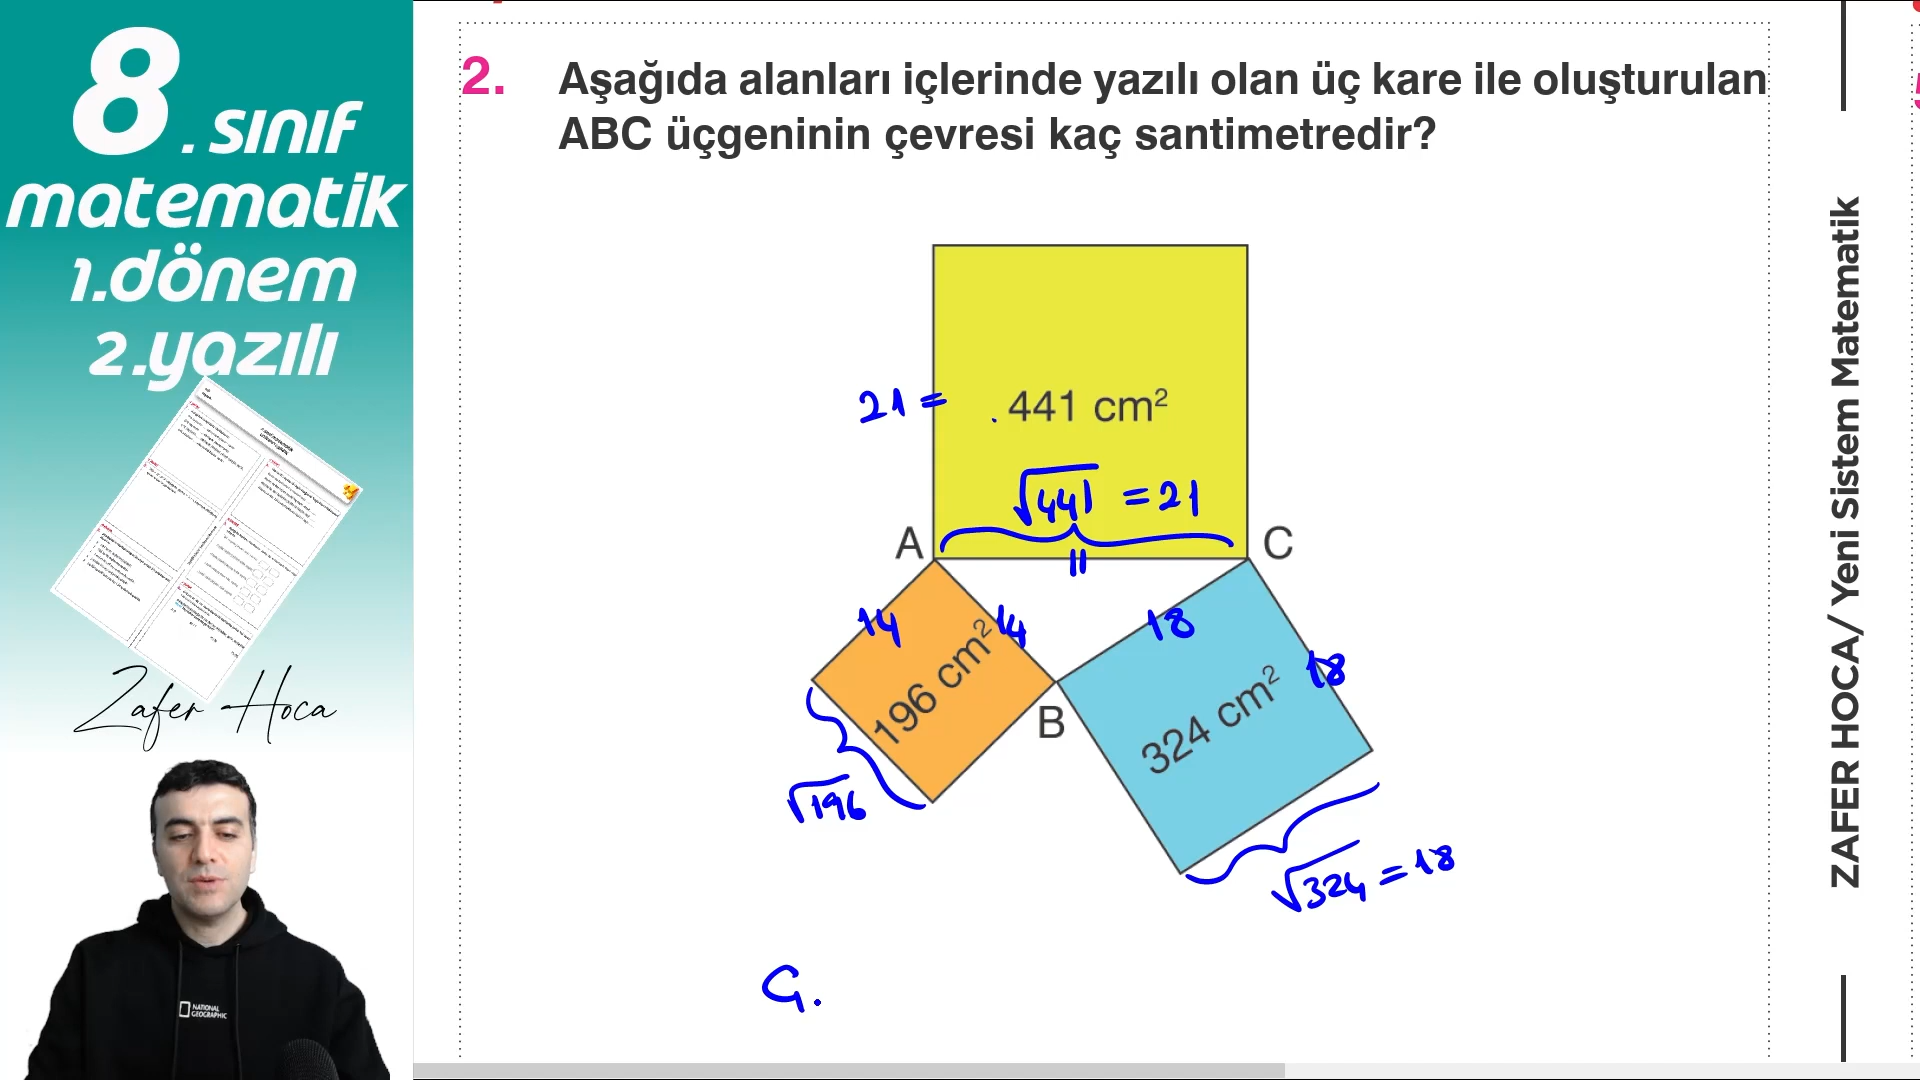 8. sınıf
matematik
1.dönem
2.yazılı
Zafer Hoca
NATIONAL
GEOGRAPHIC
2. Aşağıda alanları içlerinde yazılı olan üç kare ile oluşturulan
ABC üçgeninin çevresi kaç santimetredir?
21 = 441 cm²
√441 = 21
A C
14 14 18
196 cm² 18
B
324 cm²
√196
√324 = 18
Ç.
ZAFER HOCA/ Yeni Sistem Matematik